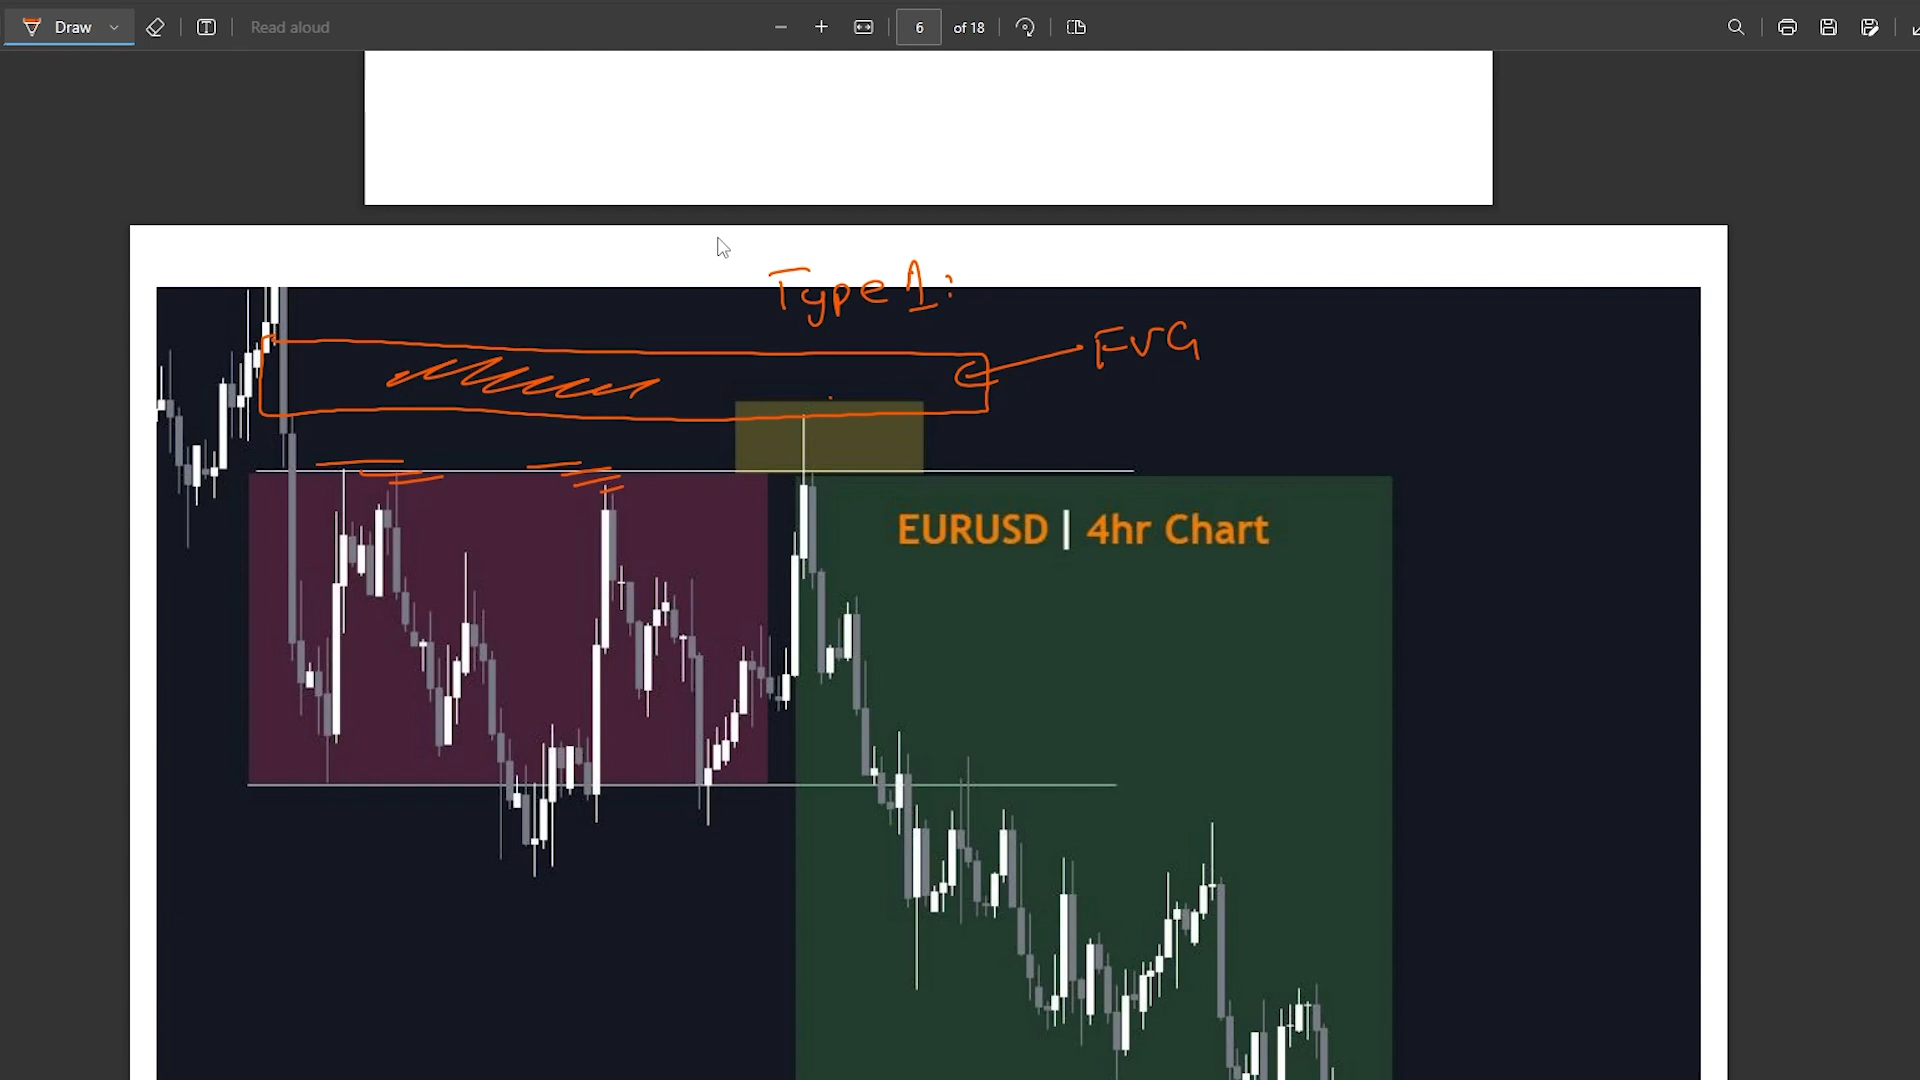 Draw
Read aloud
6 of 18
Type 1:
FVG
EURUSD | 4hr Chart